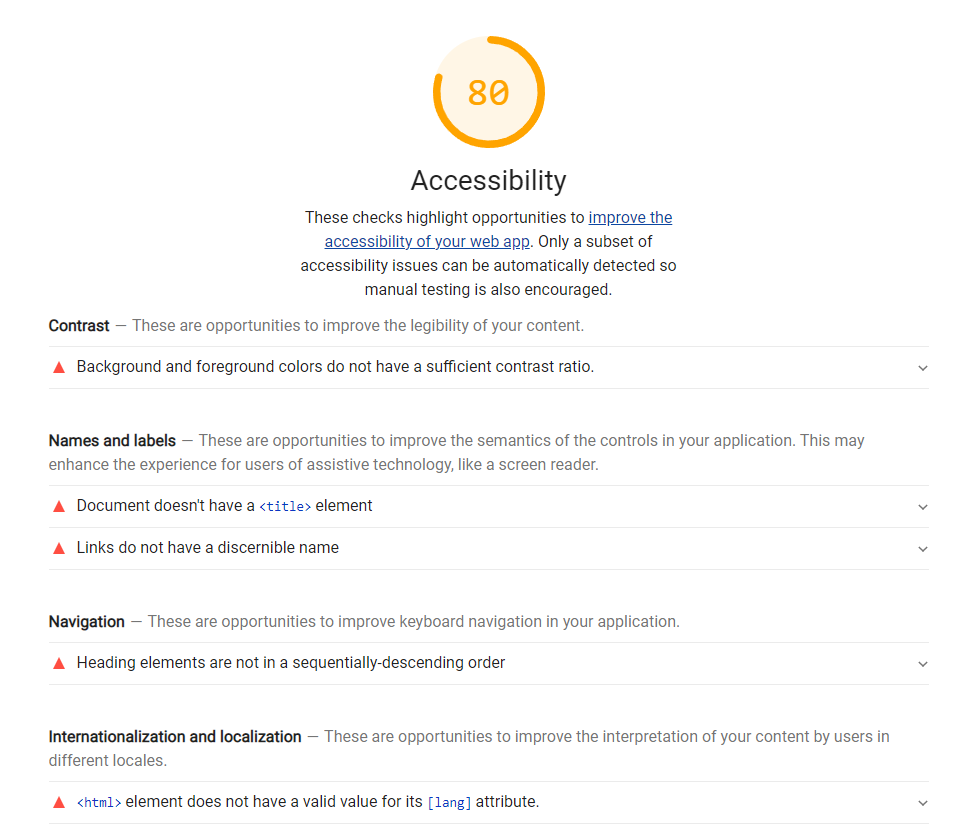 80
Accessibility
These checks highlight opportunities to improve the
accessibility of your web app. Only a subset of
accessibility issues can be automatically detected so
manual testing is also encouraged.
Contrast — These are opportunities to improve the legibility of your content.
Background and foreground colors do not have a sufficient contrast ratio.
Names and labels — These are opportunities to improve the semantics of the controls in your application. This may
enhance the experience for users of assistive technology, like a screen reader.
Document doesn't have a <title> element
Links do not have a discernible name
Navigation — These are opportunities to improve keyboard navigation in your application.
Heading elements are not in a sequentially-descending order
Internationalization and localization — These are opportunities to improve the interpretation of your content by users in
different locales.
<html> element does not have a valid value for its [lang] attribute.